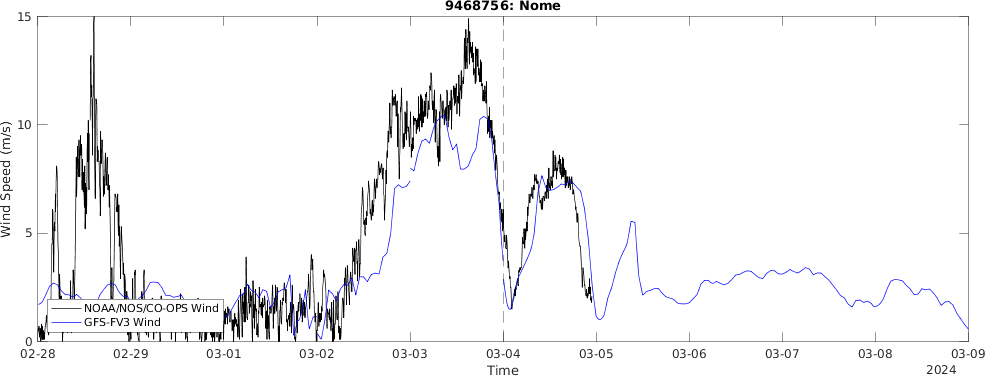 9468756: Nome
15
10
5
0
Wind Speed (m/s)
NOAA/NOS/CO-OPS Wind
GFS-FV3 Wind
02-28 02-29 03-01 03-02 03-03 03-04 03-05 03-06 03-07 03-08 03-09
Time
2024